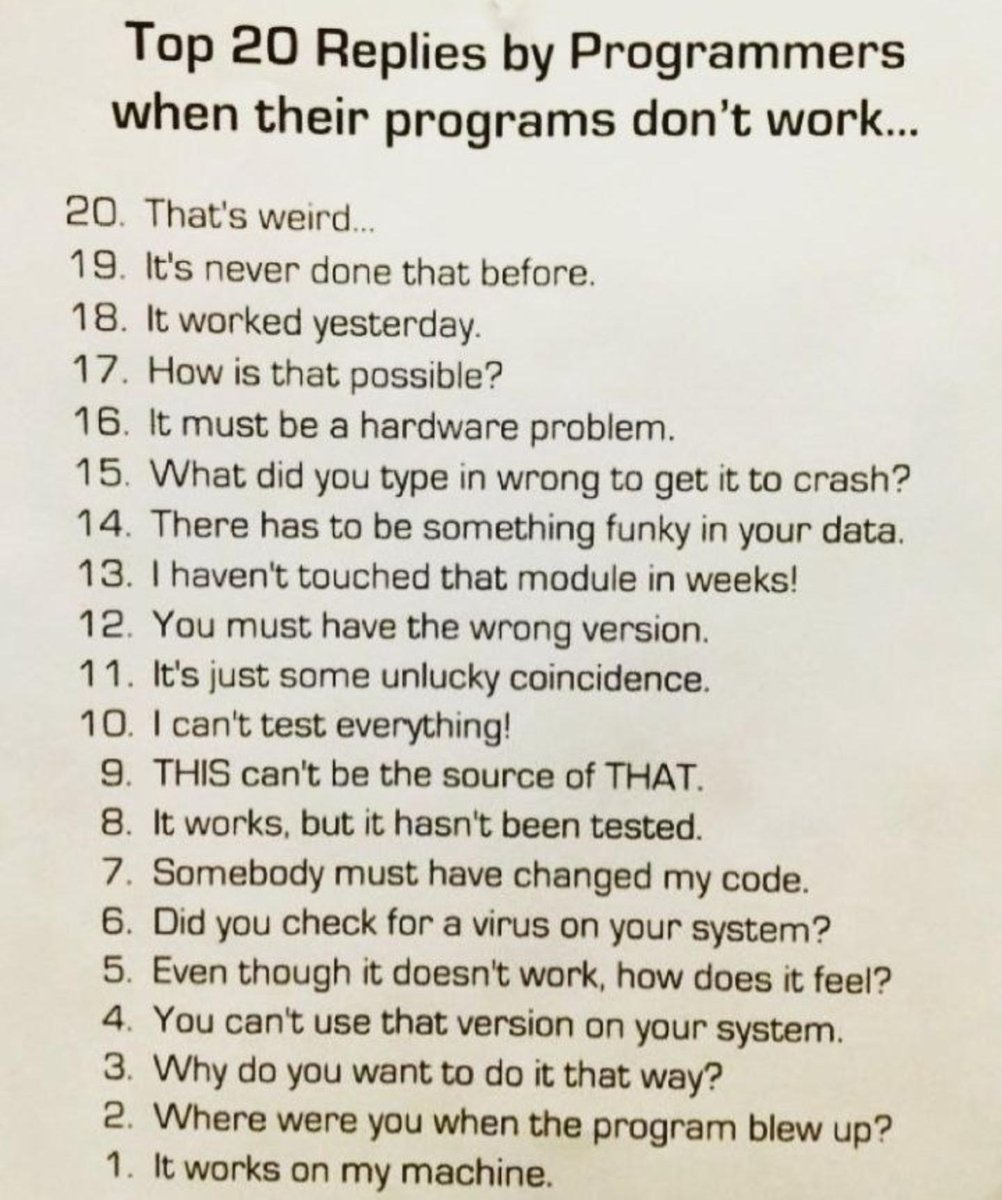 Top 20 Replies by Programmers
when their programs don't work...
20. That's weird...
19. It's never done that before.
18. It worked yesterday.
17. How is that possible?
16. It must be a hardware problem.
15. What did you type in wrong to get it to crash?
14. There has to be something funky in your data.
13. I haven't touched that module in weeks!
12. You must have the wrong version.
11. It's just some unlucky coincidence.
10. I can't test everything!
9. THIS can't be the source of THAT.
8. It works, but it hasn't been tested.
7. Somebody must have changed my code.
6. Did you check for a virus on your system?
5. Even though it doesn't work, how does it feel?
4. You can't use that version on your system.
3. Why do you want to do it that way?
2. Where were you when the program blew up?
1. It works on my machine.